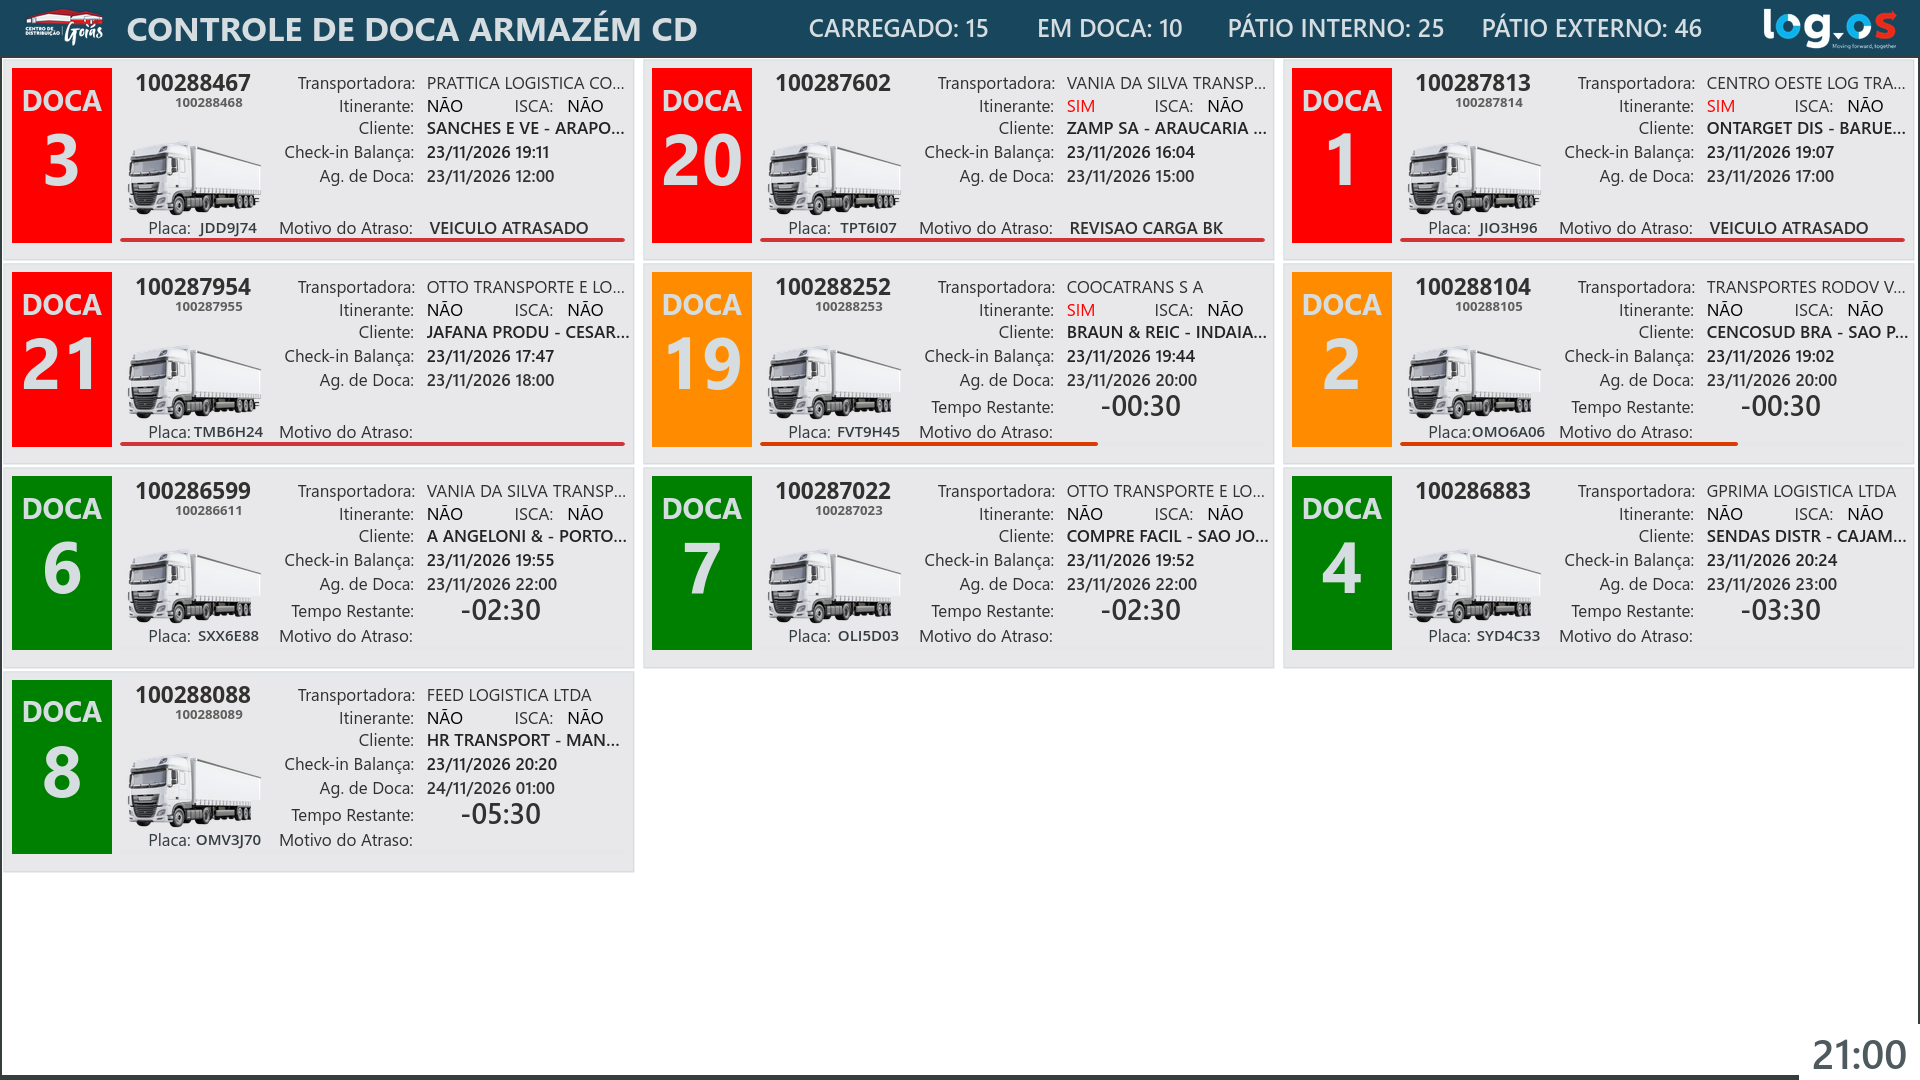 CENTRO DE DISTRIBUIÇÃO Goiás
CONTROLE DE DOCA ARMAZÉM CD
CARREGADO: 15
EM DOCA: 10
PÁTIO INTERNO: 25
PÁTIO EXTERNO: 46
log.os
Moving forward, together
DOCA
3
100288467
100288468
Transportadora: PRATTICA LOGISTICA CO...
Itinerante: NÃO ISCA: NÃO
Cliente: SANCHES E VE - ARAPO...
Check-in Balança: 23/11/2026 19:11
Ag. de Doca: 23/11/2026 12:00
Placa: JDD9J74 Motivo do Atraso: VEICULO ATRASADO
DOCA
20
100287602
Transportadora: VANIA DA SILVA TRANSP...
Itinerante: SIM ISCA: NÃO
Cliente: ZAMP SA - ARAUCARIA ...
Check-in Balança: 23/11/2026 16:04
Ag. de Doca: 23/11/2026 15:00
Placa: TPT6I07 Motivo do Atraso: REVISAO CARGA BK
DOCA
1
100287813
100287814
Transportadora: CENTRO OESTE LOG TRA...
Itinerante: SIM ISCA: NÃO
Cliente: ONTARGET DIS - BARUE...
Check-in Balança: 23/11/2026 19:07
Ag. de Doca: 23/11/2026 17:00
Placa: JIO3H96 Motivo do Atraso: VEICULO ATRASADO
DOCA
21
100287954
100287955
Transportadora: OTTO TRANSPORTE E LO...
Itinerante: NÃO ISCA: NÃO
Cliente: JAFANA PRODU - CESAR...
Check-in Balança: 23/11/2026 17:47
Ag. de Doca: 23/11/2026 18:00
Placa: TMB6H24 Motivo do Atraso:
DOCA
19
100288252
100288253
Transportadora: COOCATRANS S A
Itinerante: SIM ISCA: NÃO
Cliente: BRAUN & REIC - INDAIA...
Check-in Balança: 23/11/2026 19:44
Ag. de Doca: 23/11/2026 20:00
Tempo Restante: -00:30
Placa: FVT9H45 Motivo do Atraso:
DOCA
2
100288104
100288105
Transportadora: TRANSPORTES RODOV V...
Itinerante: NÃO ISCA: NÃO
Cliente: CENCOSUD BRA - SAO P...
Check-in Balança: 23/11/2026 19:02
Ag. de Doca: 23/11/2026 20:00
Tempo Restante: -00:30
Placa: OMO6A06 Motivo do Atraso:
DOCA
6
100286599
100286611
Transportadora: VANIA DA SILVA TRANSP...
Itinerante: NÃO ISCA: NÃO
Cliente: A ANGELONI & - PORTO...
Check-in Balança: 23/11/2026 19:55
Ag. de Doca: 23/11/2026 22:00
Tempo Restante: -02:30
Placa: SXX6E88 Motivo do Atraso:
DOCA
7
100287022
100287023
Transportadora: OTTO TRANSPORTE E LO...
Itinerante: NÃO ISCA: NÃO
Cliente: COMPRE FACIL - SAO JO...
Check-in Balança: 23/11/2026 19:52
Ag. de Doca: 23/11/2026 22:00
Tempo Restante: -02:30
Placa: OLI5D03 Motivo do Atraso:
DOCA
4
100286883
Transportadora: GPRIMA LOGISTICA LTDA
Itinerante: NÃO ISCA: NÃO
Cliente: SENDAS DISTR - CAJAM...
Check-in Balança: 23/11/2026 20:24
Ag. de Doca: 23/11/2026 23:00
Tempo Restante: -03:30
Placa: SYD4C33 Motivo do Atraso:
DOCA
8
100288088
100288089
Transportadora: FEED LOGISTICA LTDA
Itinerante: NÃO ISCA: NÃO
Cliente: HR TRANSPORT - MAN...
Check-in Balança: 23/11/2026 20:20
Ag. de Doca: 24/11/2026 01:00
Tempo Restante: -05:30
Placa: OMV3J70 Motivo do Atraso:
21:00